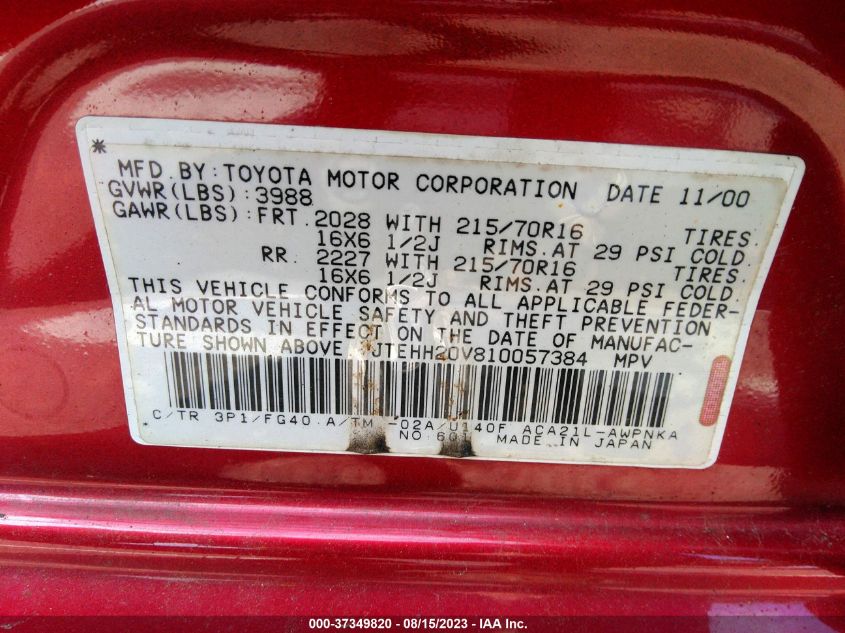 *
MFD.BY:TOYOTA MOTOR CORPORATION DATE 11/00
GVWR(LBS):3988
GAWR(LBS):FRT.2028 WITH 215/70R16 TIRES.
16X6 1/2J RIMS.AT 29 PSI COLD.
RR. 2227 WITH 215/70R16 TIRES.
16X6 1/2J RIMS.AT 29 PSI COLD.
THIS VEHICLE CONFORMS TO ALL APPLICABLE FEDER-
AL MOTOR VEHICLE SAFETY AND THEFT PREVENTION
STANDARDS IN EFFECT ON THE DATE OF MANUFAC-
TURE SHOWN ABOVE. JTEHH20V810057384 MPV
C/TR 3P1/FG40.A/TM -02A/U140F ACA21L-AWPNKA
NO.601 MADE IN JAPAN
000-37349820 - 08/15/2023 - © IAA Inc.